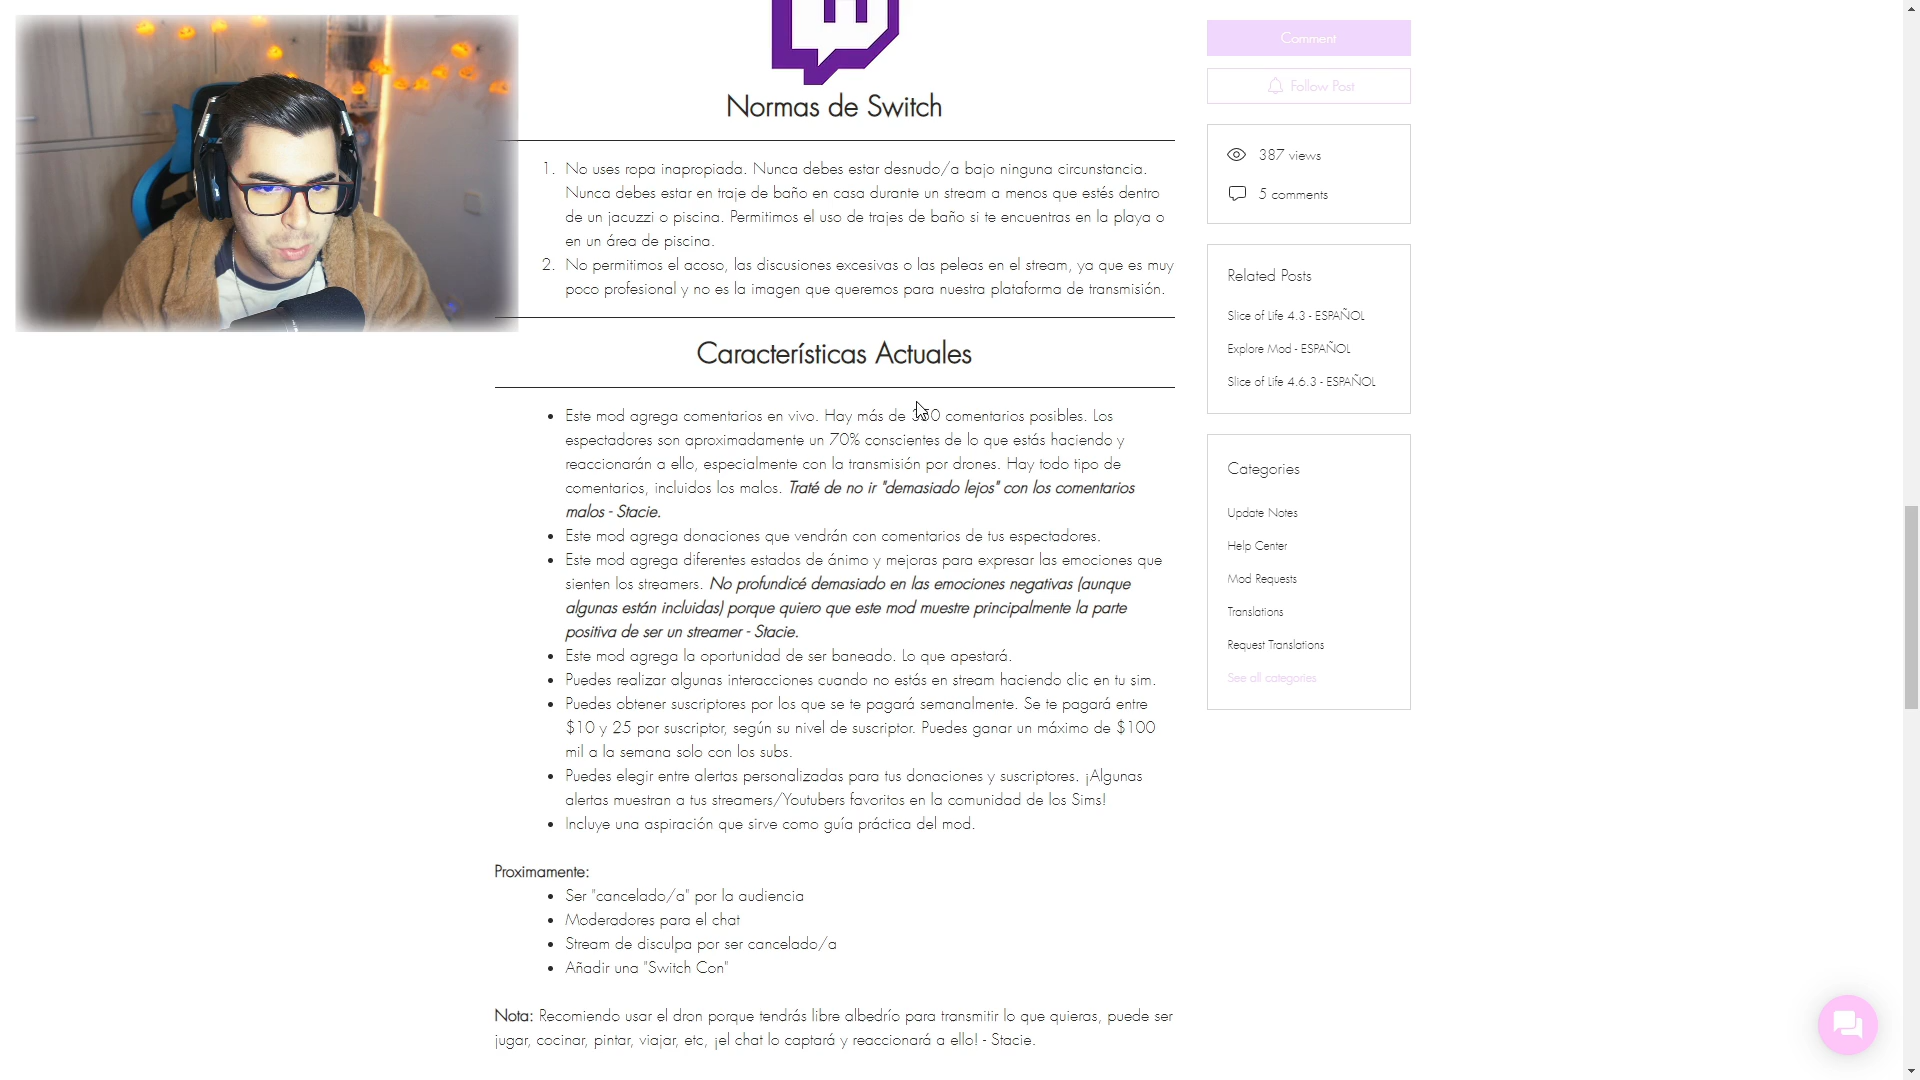 Normas de Switch
1. No uses ropa inapropiada. Nunca debes estar desnudo/a bajo ninguna circunstancia.
Nunca debes estar en traje de baño en casa durante un stream a menos que estés dentro
de un jacuzzi o piscina. Permitimos el uso de trajes de baño si te encuentras en la playa o
en un área de piscina.
2. No permitimos el acoso, las discusiones excesivas o las peleas en el stream, ya que es muy
poco profesional y no es la imagen que queremos para nuestra plataforma de transmisión.
Características Actuales
• Este mod agrega comentarios en vivo. Hay más de comentarios posibles. Los
espectadores son aproximadamente un 70% conscientes de lo que estás haciendo y
reaccionarán a ello, especialmente con la transmisión por drones. Hay todo tipo de
comentarios, incluidos los malos. Traté de no ir "demasiado lejos" con los comentarios
malos - Stacie.
• Este mod agrega donaciones que vendrán con comentarios de tus espectadores.
• Este mod agrega diferentes estados de ánimo y mejoras para expresar las emociones que
sienten los streamers. No profundicé demasiado en las emociones negativas (aunque
algunas están incluidas) porque quiero que este mod muestre principalmente la parte
positiva de ser un streamer - Stacie.
• Este mod agrega la oportunidad de ser baneado. Lo que apestará.
• Puedes realizar algunas interacciones cuando no estás en stream haciendo clic en tu sim.
• Puedes obtener suscriptores por los que se te pagará semanalmente. Se te pagará entre
$10 y 25 por suscriptor, según su nivel de suscriptor. Puedes ganar un máximo de $100
mil a la semana solo con los subs.
• Puedes elegir entre alertas personalizadas para tus donaciones y suscriptores. ¡Algunas
alertas muestran a tus streamers/Youtubers favoritos en la comunidad de los Sims!
• Incluye una aspiración que sirve como guía práctica del mod.
Proximamente:
• Ser "cancelado/a" por la audiencia
• Moderadores para el chat
• Stream de disculpa por ser cancelado/a
• Añadir una "Switch Con"
Nota: Recomiendo usar el dron porque tendrás libre albedrío para transmitir lo que quieras, puede ser
jugar, cocinar, pintar, viajar, etc, ¡el chat lo captará y reaccionará a ello! - Stacie.
Comment
Follow Post
387 views
5 comments
Related Posts
Slice of Life 4.3 - ESPAÑOL
Explore Mod - ESPAÑOL
Slice of Life 4.6.3 - ESPAÑOL
Categories
Update Notes
Help Center
Mod Requests
Translations
Request Translations
See all categories